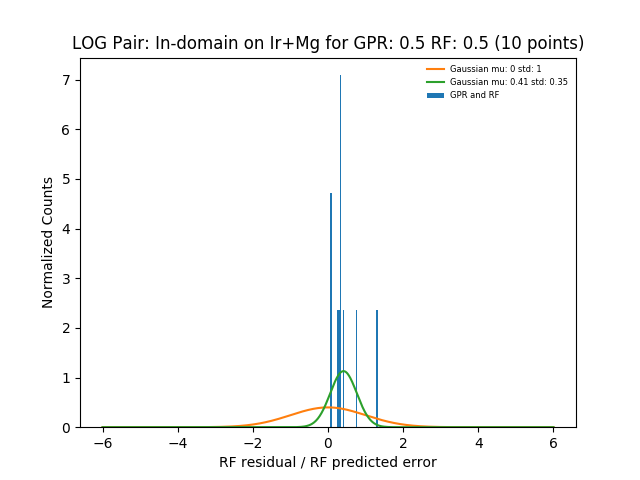 LOG Pair: In-domain on Ir+Mg for GPR: 0.5 RF: 0.5 (10 points)
Gaussian mu: 0 std: 1
Gaussian mu: 0.41 std: 0.35
GPR and RF
Normalized Counts
7
6
5
4
3
2
1
0
−6
−4
−2
0
2
4
6
RF residual / RF predicted error